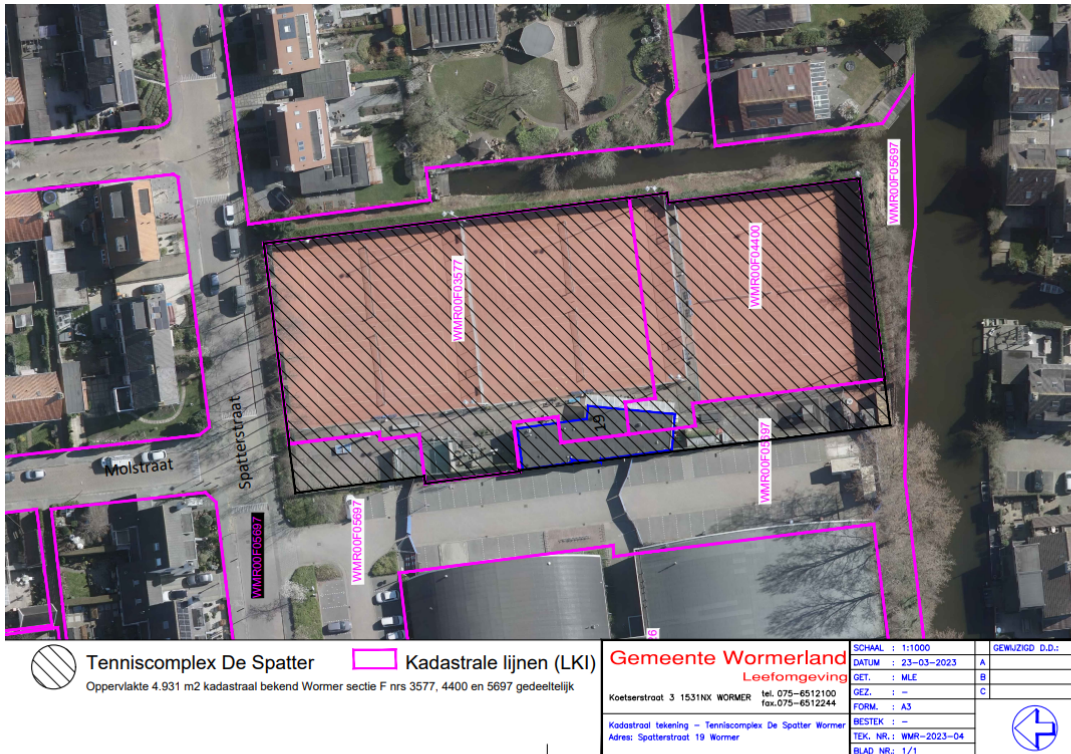 WMR00F05697
WMR00F03577
WMR00F04400
19
Spatterstraat
Molstraat
WMR00F05697
WMR00F05697
WMR00F05697
26
Tenniscomplex De Spatter
Kadastrale lijnen (LKI)
Oppervlakte 4.931 m2 kadastraal bekend Wormer sectie F nrs 3577, 4400 en 5697 gedeeltelijk
Gemeente Wormerland
Leefomgeving
Koetserstraat 3 1531NX WORMER tel. 075-6512100
fax.075-6512244
Kadastraal tekening - Tenniscomplex De Spatter Wormer
Adres: Spatterstraat 19 Wormer
SCHAAL : 1:1000 GEWIJZIGD D.D.:
DATUM : 23-03-2023 A
GET. : MLE B
GEZ. : - C
FORM. : A3
BESTEK : -
TEK. NR.: WMR-2023-04
BLAD NR.: 1/1